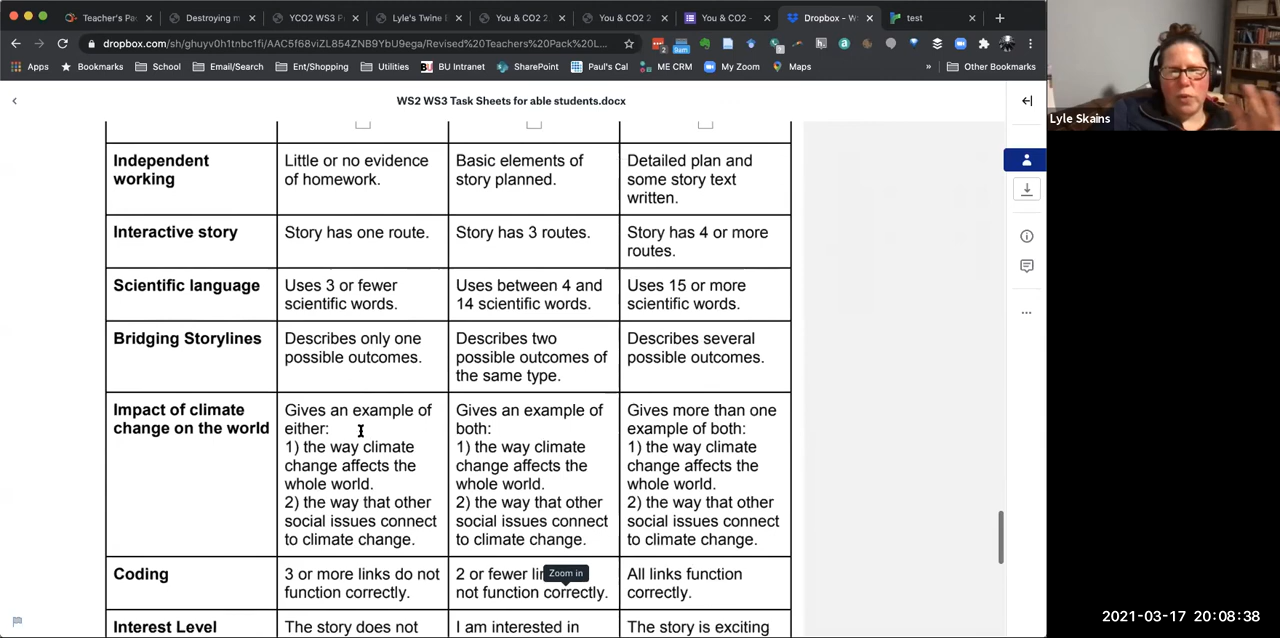 Teacher's Pa
Destroying m
YCO2 WS3 P
Lyle's Twine
You & CO2 2
You & CO2 2
You & CO2 -
Dropbox - W
test
dropbox.com/sh/ghuyv0h1tnbc1fi/AAC5f68viZL854ZNB9YbU9ega/Revised%20Teachers%20Pack/L...
Apps
Bookmarks
School
Email/Search
Ent/Shopping
Utilities
BU Intranet
SharePoint
Paul's Cal
ME CRM
My Zoom
Maps
»
Other Bookmarks
WS2 WS3 Task Sheets for able students.docx
Lyle Skains
Independent
working
Little or no evidence
of homework.
Basic elements of
story planned.
Detailed plan and
some story text
written.
Interactive story
Story has one route.
Story has 3 routes.
Story has 4 or more
routes.
Scientific language
Uses 3 or fewer
scientific words.
Uses between 4 and
14 scientific words.
Uses 15 or more
scientific words.
Bridging Storylines
Describes only one
possible outcomes.
Describes two
possible outcomes of
the same type.
Describes several
possible outcomes.
Impact of climate
change on the world
Gives an example of
either:
1) the way climate
change affects the
whole world.
2) the way that other
social issues connect
to climate change.
Gives an example of
both:
1) the way climate
change affects the
whole world.
2) the way that other
social issues connect
to climate change.
Gives more than one
example of both:
1) the way climate
change affects the
whole world.
2) the way that other
social issues connect
to climate change.
Coding
3 or more links do not
function correctly.
2 or fewer
not function correctly.
Zoom in
All links function
correctly.
Interest Level
The story does not
I am interested in
The story is exciting
2021-03-17 20:08:38